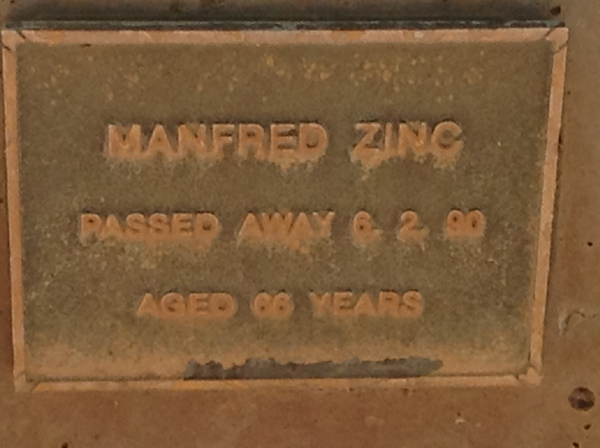 MANFRED ZINC
PASSED AWAY 6. 2. 90
AGED 66 YEARS